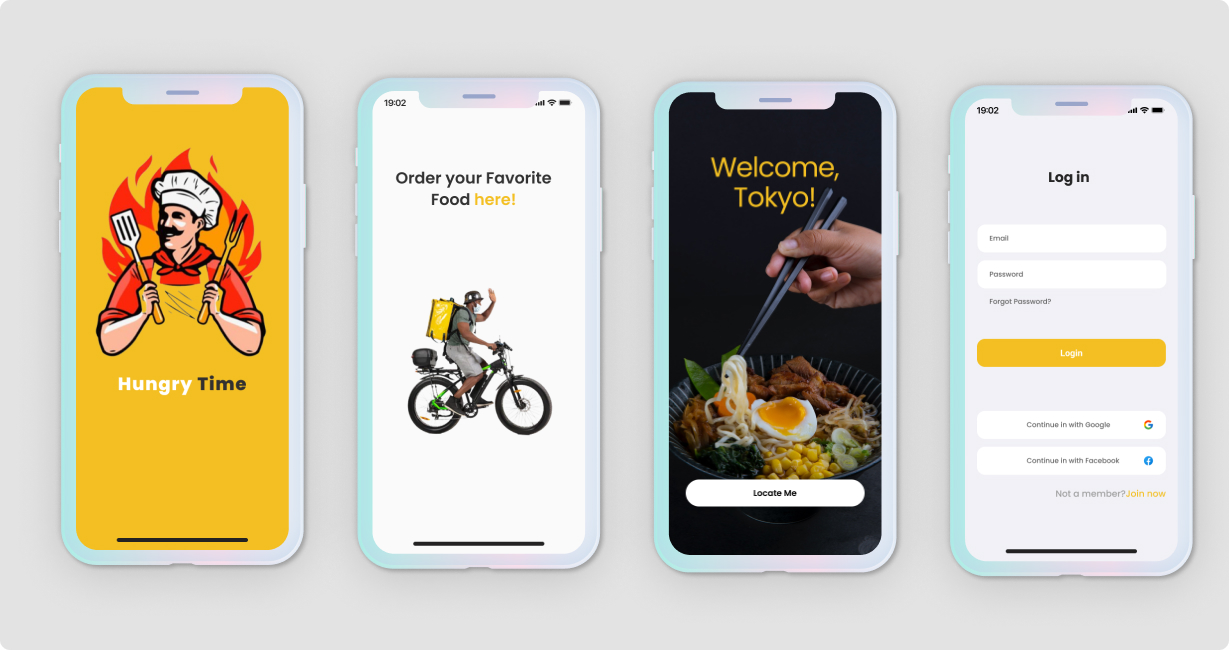 Hungry Time
19:02
Order your Favorite
Food here!
Welcome,
Tokyo!
Locate Me
19:02
Log in
Email
Password
Forgot Password?
Login
Continue in with Google
Continue in with Facebook
Not a member?Join now